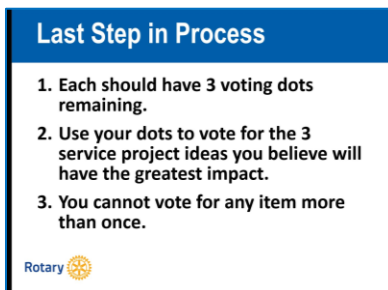 Last Step in Process
1. Each should have 3 voting dots
remaining.
2. Use your dots to vote for the 3
service project ideas you believe will
have the greatest impact.
3. You cannot vote for any item more
than once.
Rotary